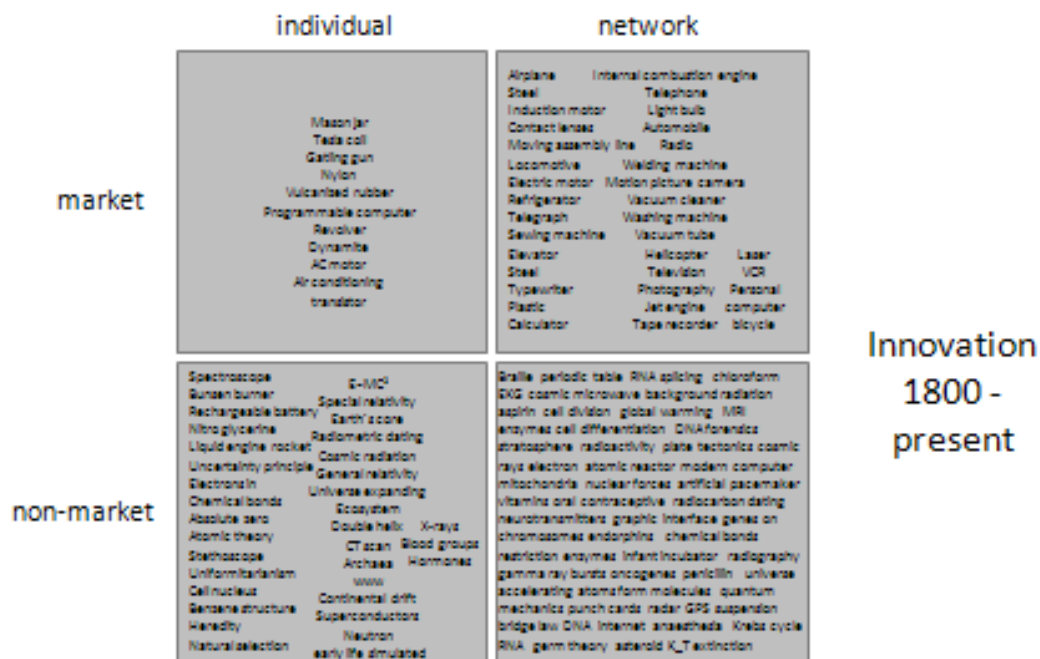 individual
network
market
Mason jar
Tesla coil
Gatling gun
Nylon
Vulcanised rubber
Programmable computer
Revolver
Dynamite
AC motor
Air conditioning
transistor
Airplane Internal combustion engine
Steel Telephone
Induction motor Light bulb
Contact lenses Automobile
Moving assembly line Radio
Locomotive Welding machine
Electric motor Motion picture camera
Refrigerator Vacuum cleaner
Telegraph Washing machine
Sewing machine Vacuum tube
Elevator Helicopter Laser
Steel Television VCR
Typewriter Photography Personal
Plastic Jet engine computer
Calculator Tape recorder bicycle
Innovation
1800 -
present
non-market
Spectroscope
Bunsen burner
Rechargeable battery
Nitro glycerine
Liquid engine rocket
Uncertainty principle
Electrons in
Chemical bonds
Absolute zero
Atomic theory
Stethoscope
Uniformitarianism
Cell nucleus
Benzene structure
Heredity
Natural selection
E=MC²
Special relativity
Earth's core
Radiometric dating
Cosmic radiation
General relativity
Universe expanding
Ecosystem
Double helix X-rays
CT scan Blood groups
Archaea Hormones
www
Continental drift
Superconductors
Neutron
early life simulated
Braille periodic table RNA splicing chloroform
EKG cosmic microwave background radiation
aspirin cell division global warming MRI
enzymes cell differentiation DNA forensics
stratosphere radioactivity plate tectonics cosmic
rays electron atomic reactor modern computer
mitochondria nuclear forces artificial pacemaker
vitamins oral contraceptive radiocarbon dating
neurotransmitters graphic interface genes on
chromosomes endorphins chemical bonds
restriction enzymes infant incubator radiography
gamma ray bursts oncogenes penicillin universe
accelerating atoms form molecules quantum
mechanics punch cards radar GPS suspension
bridge law DNA internet anaesthesia Krebs cycle
RNA germ theory asteroid K_T extinction